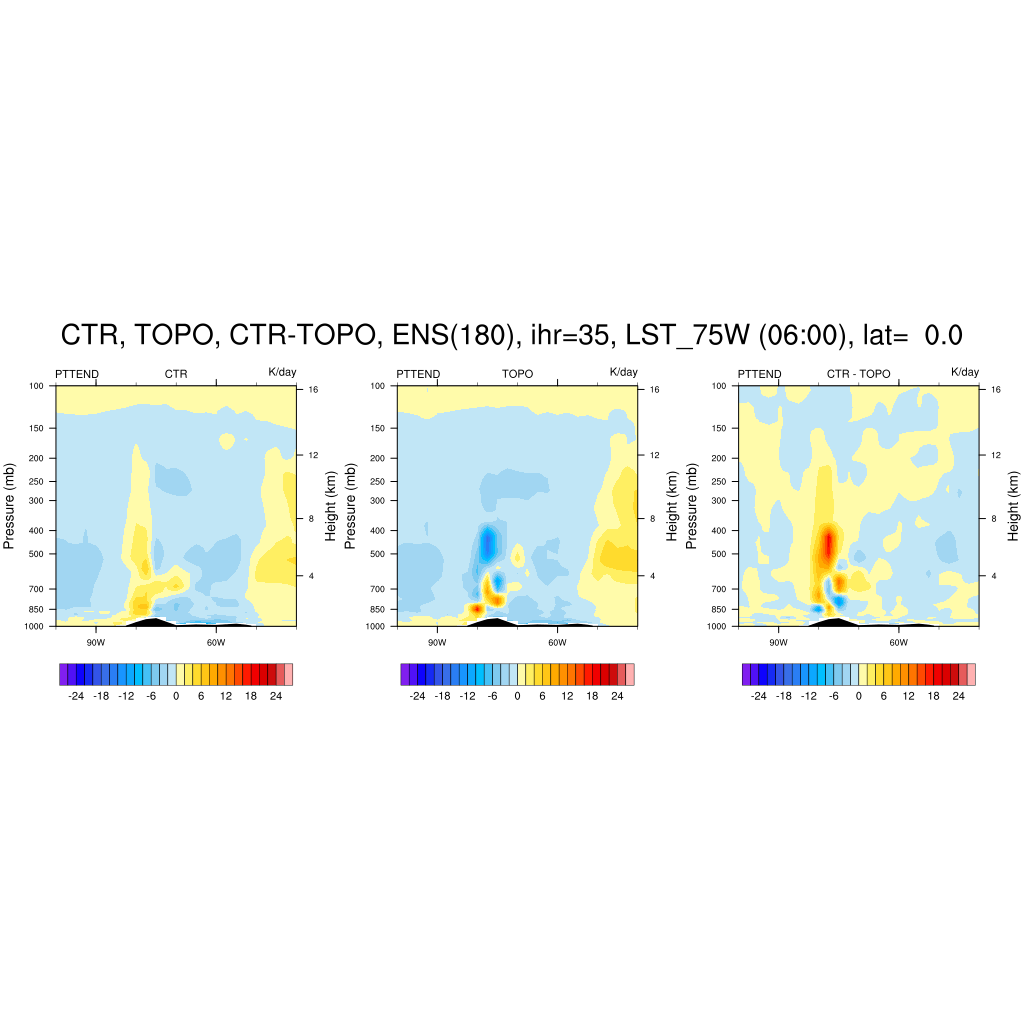 CTR, TOPO, CTR-TOPO, ENS(180), ihr=35, LST_75W (06:00), lat= 0.0
PTTEND CTR K/day
Pressure (mb)
100
150
200
250
300
400
500
700
850
1000
16
12
8
4
Height (km)
90W 60W
-24 -18 -12 -6 0 6 12 18 24
PTTEND TOPO K/day
Pressure (mb)
100
150
200
250
300
400
500
700
850
1000
16
12
8
4
Height (km)
90W 60W
-24 -18 -12 -6 0 6 12 18 24
PTTEND CTR - TOPO K/day
Pressure (mb)
100
150
200
250
300
400
500
700
850
1000
16
12
8
4
Height (km)
90W 60W
-24 -18 -12 -6 0 6 12 18 24